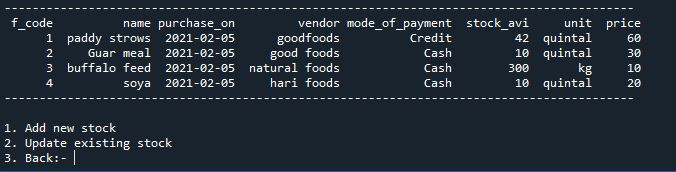 --------------------------------------------------------------------------------------
f_code          name purchase_on        vendor mode_of_payment  stock_avi     unit  price
     1  paddy strows  2021-02-05     goodfoods          Credit         42  quintal     60
     2     Guar meal  2021-02-05    good foods            Cash         10  quintal     30
     3  buffalo feed  2021-02-05 natural foods            Cash        300       kg     10
     4          soya  2021-02-05    hari foods            Cash         10  quintal     20
--------------------------------------------------------------------------------------
1. Add new stock
2. Update existing stock
3. Back:-